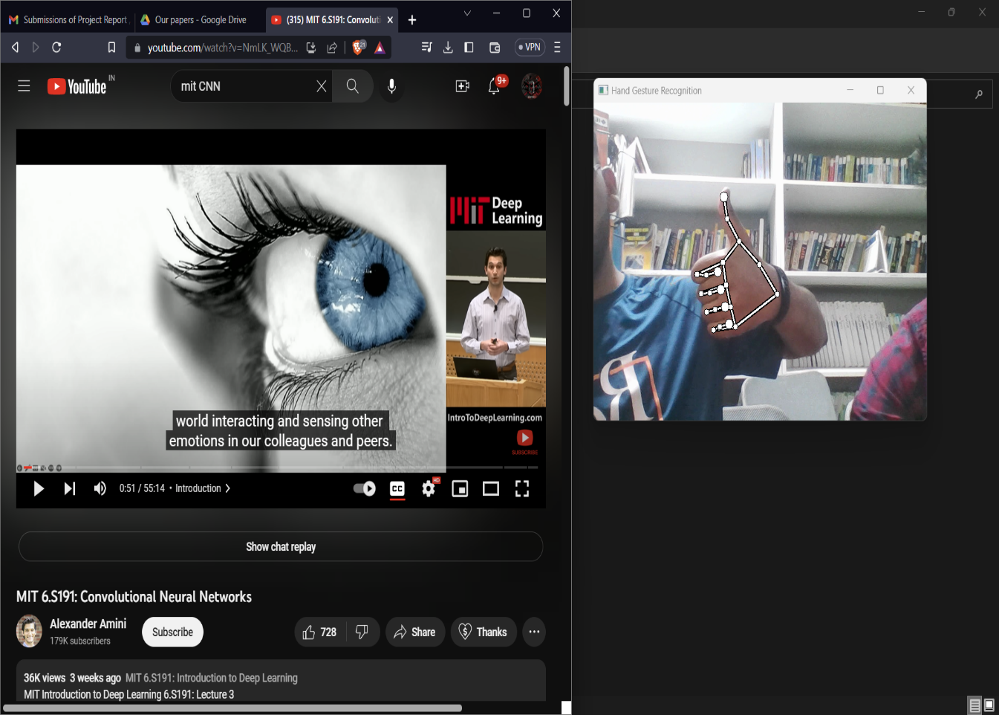 Submissions of Project Report
Our papers - Google Drive
(315) MIT 6.S191: Convoluti
youtube.com/watch?v=NmLK_WQB...
21
VPN
YouTube IN
mit CNN
9+
MIT Deep
Learning
world interacting and sensing other
emotions in our colleagues and peers.
IntroToDeepLearning.com
SUBSCRIBE
0:51 / 55:14 • Introduction
CC
HD
Show chat replay
MIT 6.S191: Convolutional Neural Networks
Alexander Amini
179K subscribers
Subscribe
728
Share
Thanks
36K views 3 weeks ago MIT 6.S191: Introduction to Deep Learning
MIT Introduction to Deep Learning 6.S191: Lecture 3
Hand Gesture Recognition